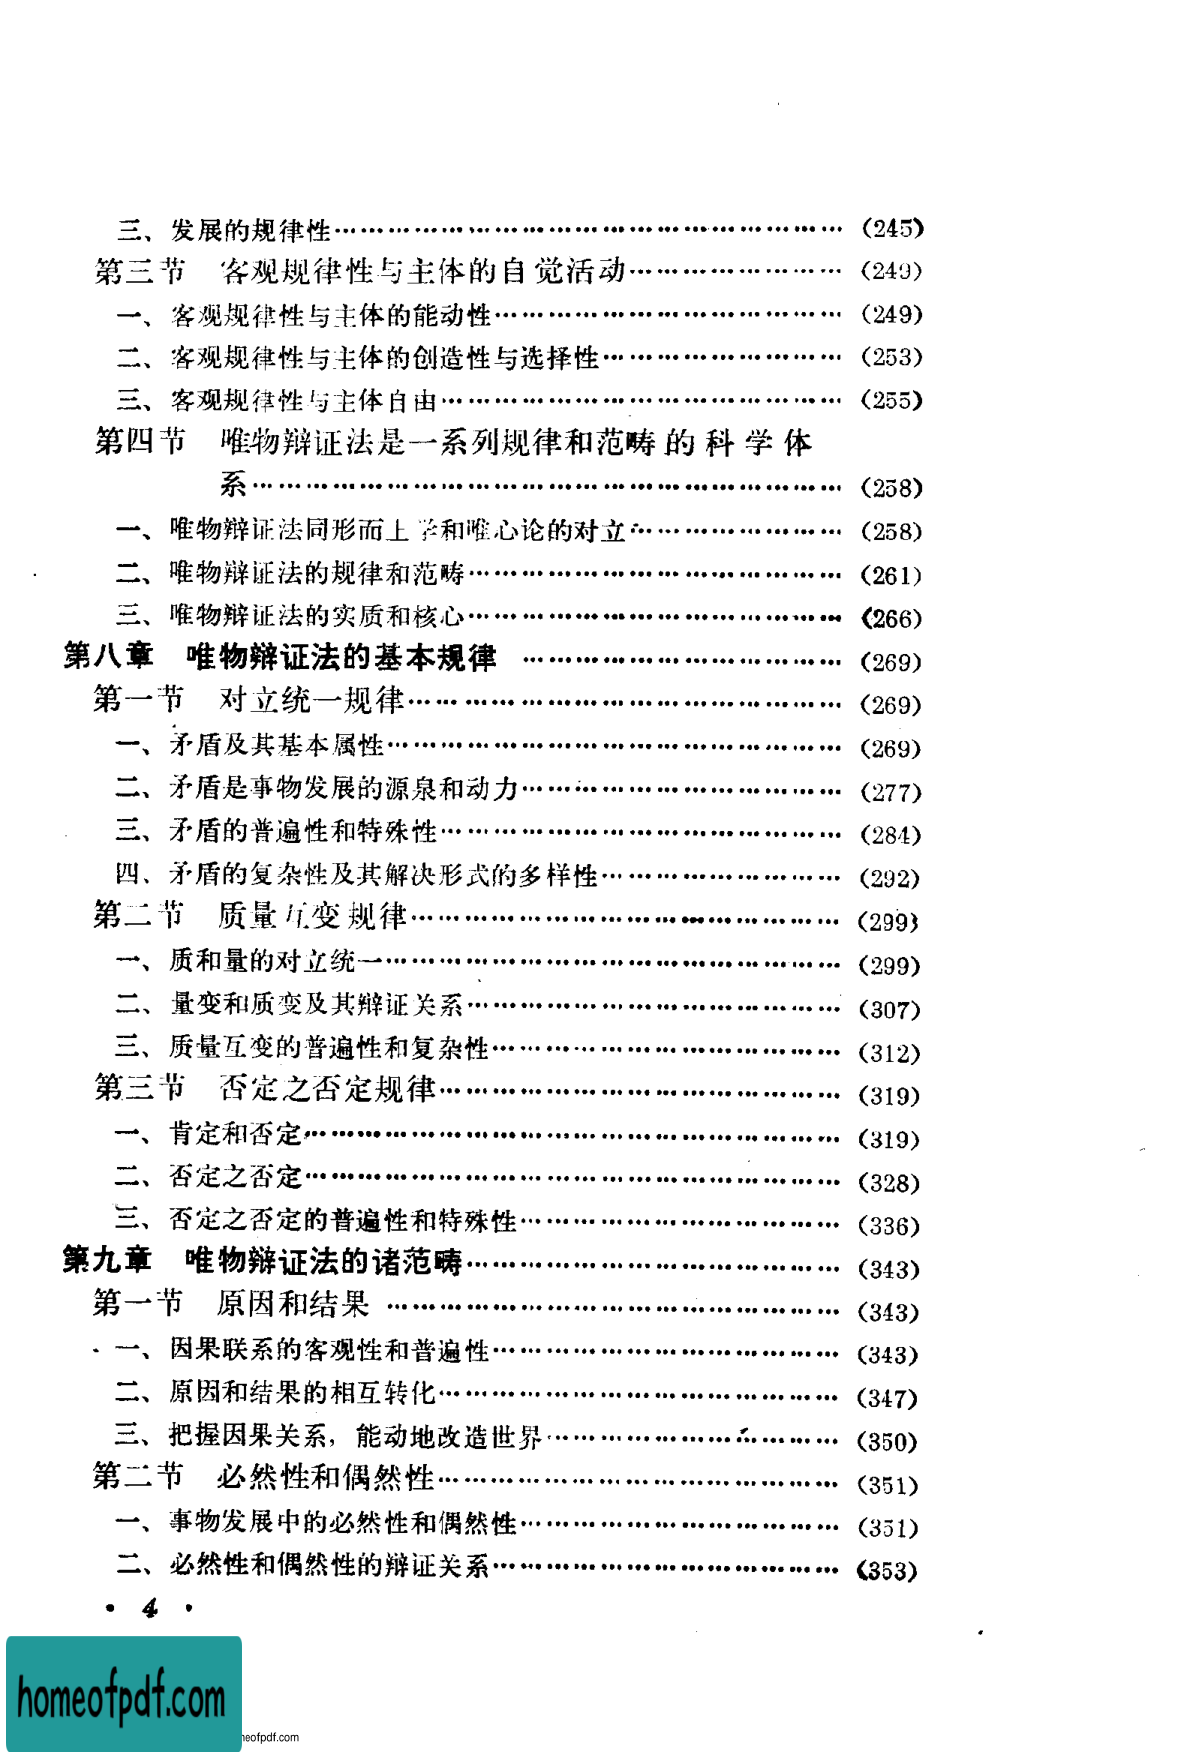 三、发展的规律性………………………………………………(245)
第三节 客观规律性与主体的自觉活动…………………(249)
一、客观规律性与主体的能动性………………………………(249)
二、客观规律性与主体的创造性与选择性……………………(253)
三、客观规律性与主体自由……………………………………(255)
第四节 唯物辩证法是一系列规律和范畴的科学体
系………………………………………………………(258)
一、唯物辩证法同形而上学和唯心论的对立…………………(258)
二、唯物辩证法的规律和范畴…………………………………(261)
三、唯物辩证法的实质和核心…………………………………(266)
第八章 唯物辩证法的基本规律 ……………………………(269)
第一节 对立统一规律………………………………………(269)
一、矛盾及其基本属性…………………………………………(269)
二、矛盾是事物发展的源泉和动力……………………………(277)
三、矛盾的普遍性和特殊性……………………………………(284)
四、矛盾的复杂性及其解决形式的多样性……………………(292)
第二节 质量互变规律………………………………………(299)
一、质和量的对立统一…………………………………………(299)
二、量变和质变及其辩证关系…………………………………(307)
三、质量互变的普遍性和复杂性………………………………(312)
第三节 否定之否定规律……………………………………(319)
一、肯定和否定…………………………………………………(319)
二、否定之否定…………………………………………………(328)
三、否定之否定的普遍性和特殊性……………………………(336)
第九章 唯物辩证法的诸范畴…………………………………(343)
第一节 原因和结果 …………………………………………(343)
一、因果联系的客观性和普遍性………………………………(343)
二、原因和结果的相互转化……………………………………(347)
三、把握因果关系，能动地改造世界…………………………(350)
第二节 必然性和偶然性……………………………………(351)
一、事物发展中的必然性和偶然性……………………………(351)
二、必然性和偶然性的辩证关系………………………………(353)
· 4 ·
homeofpdf.com
neofpdf.com